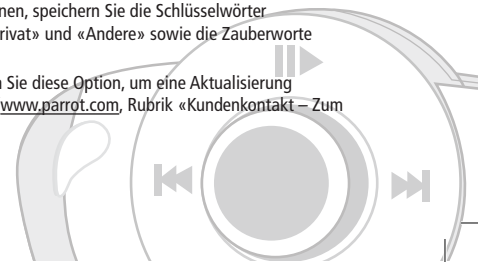 nen, speichern Sie die Schlüsselwörter
rivat» und «Andere» sowie die Zauberworte
Sie diese Option, um eine Aktualisierung
www.parrot.com, Rubrik «Kundenkontakt – Zum